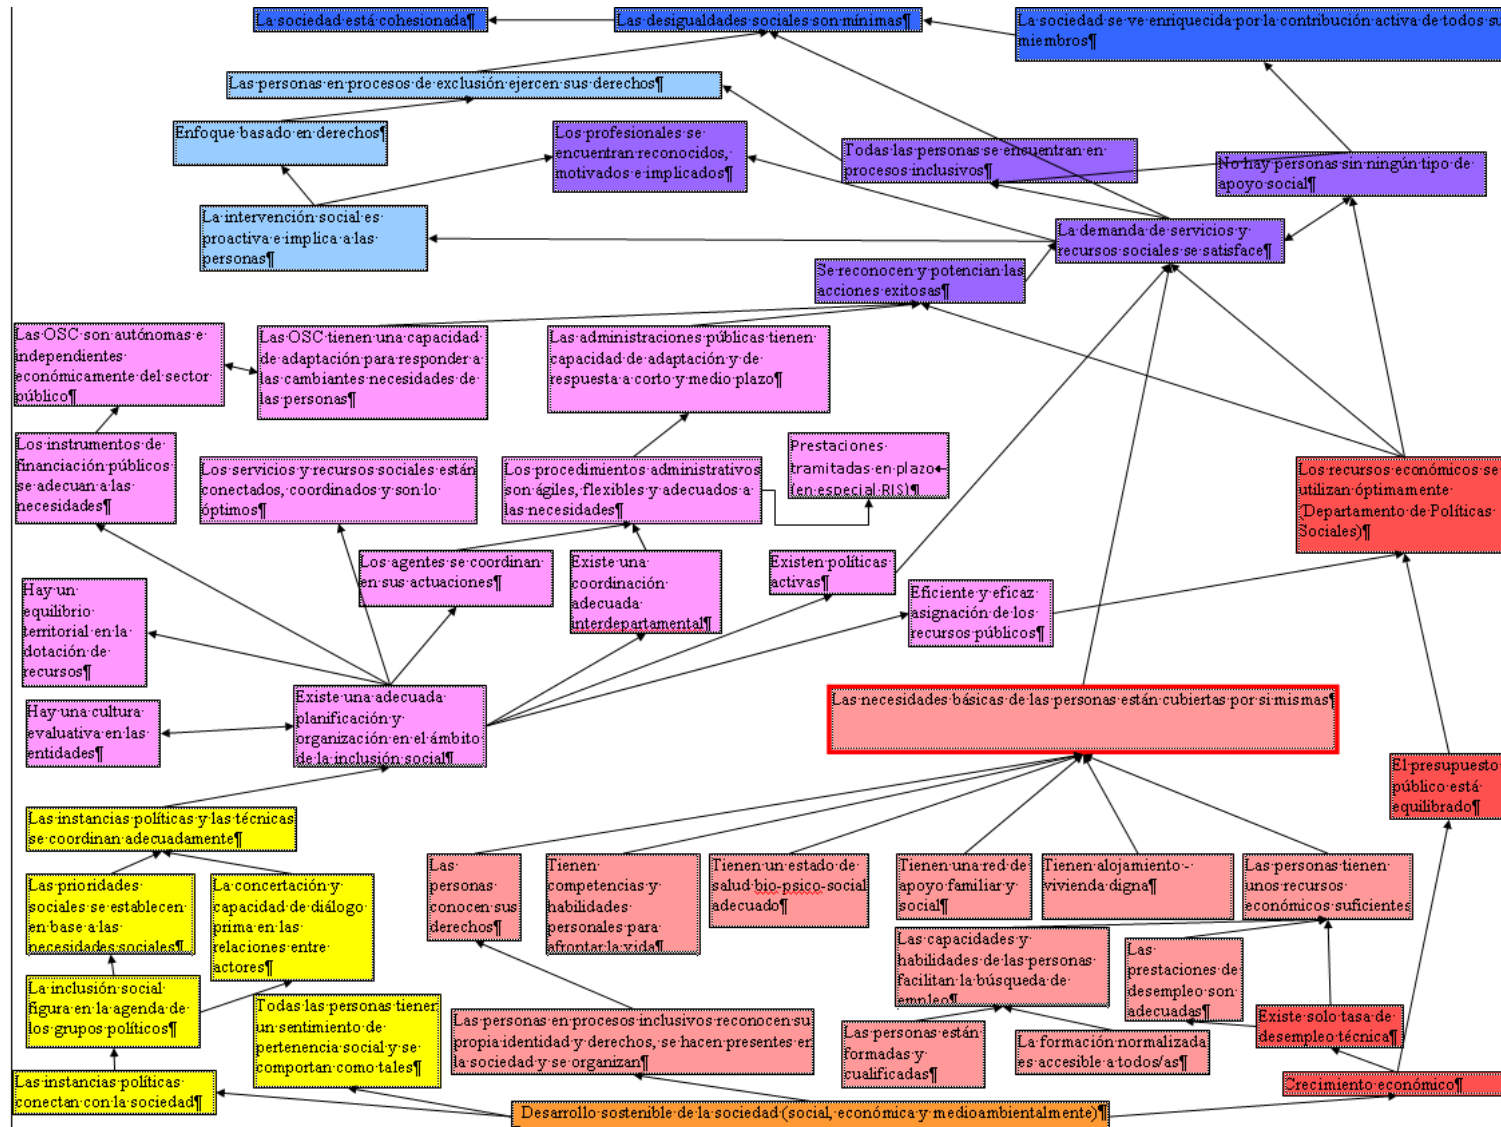 La sociedad está cohesionada¶
Las desigualdades sociales son mínimas¶
La sociedad se ve enriquecida por la contribución activa de todos su
miembros¶
Las personas en procesos de exclusión ejercen sus derechos¶
Enfoque basado en derechos¶
Los profesionales se
encuentran reconocidos,
motivados e implicados¶
Todas las personas se encuentran en
procesos inclusivos¶
No hay personas sin ningún tipo de
apoyo social¶
La intervención social es
proactiva e implica a las
personas¶
La demanda de servicios y
recursos sociales se satisface¶
Se reconocen y potencian las
acciones exitosas¶
Las OSC son autónomas e
independientes
económicamente del sector
público¶
Las OSC tienen una capacidad
de adaptación para responder a
las cambiantes necesidades de
las personas¶
Las administraciones públicas tienen
capacidad de adaptación y de
respuesta a corto y medio plazo¶
Los instrumentos de
financiación públicos
se adecuan a las
necesidades¶
Los servicios y recursos sociales están
conectados, coordinados y son lo
óptimos¶
Los procedimientos administrativos
son ágiles, flexibles y adecuados a
las necesidades¶
Prestaciones
tramitadas en plazo
(en especial RIS)¶
Los recursos económicos se
utilizan óptimamente
(Departamento de Políticas
Sociales)¶
Los agentes se coordinan
en sus actuaciones¶
Existe una
coordinación
adecuada
interdepartamental¶
Existen políticas
activas¶
Eficiente y eficaz
asignación de los
recursos públicos¶
Hay un
equilibrio
territorial en la
dotación de
recursos¶
Hay una cultura
evaluativa en las
entidades¶
Existe una adecuada
planificación y
organización en el ámbito
de la inclusión social¶
Las necesidades básicas de las personas están cubiertas por si mismas¶
El presupuesto
público está
equilibrado¶
Las instancias políticas y las técnicas
se coordinan adecuadamente¶
Las prioridades
sociales se establecen
en base a las
necesidades sociales¶
La concertación y
capacidad de diálogo
prima en las
relaciones entre
actores¶
Las
personas
conocen sus
derechos¶
Tienen
competencias y
habilidades
personales para
afrontar la vida¶
Tienen un estado de
salud bio-psico-social
adecuado¶
Tienen una red de
apoyo familiar y
social¶
Tienen alojamiento -
vivienda digna¶
Las personas tienen
unos recursos
económicos suficientes
Las capacidades y
habilidades de las personas
facilitan la búsqueda de
empleo¶
Las
prestaciones de
desempleo son
adecuadas¶
La inclusión social
figura en la agenda de
los grupos políticos¶
Todas las personas tiener
un sentimiento de
pertenencia social y se
comportan como tales¶
Las personas en procesos inclusivos reconocen su
propia identidad y derechos, se hacen presentes en
la sociedad y se organizan¶
Las personas están
formadas y
cualificadas¶
La formación normalizada
es accesible a todos/as¶
Existe solo tasa de
desempleo técnica¶
Las instancias políticas
conectan con la sociedad¶
Crecimiento económico¶
Desarrollo sostenible de la sociedad (social, económica y medioambientalmente)¶